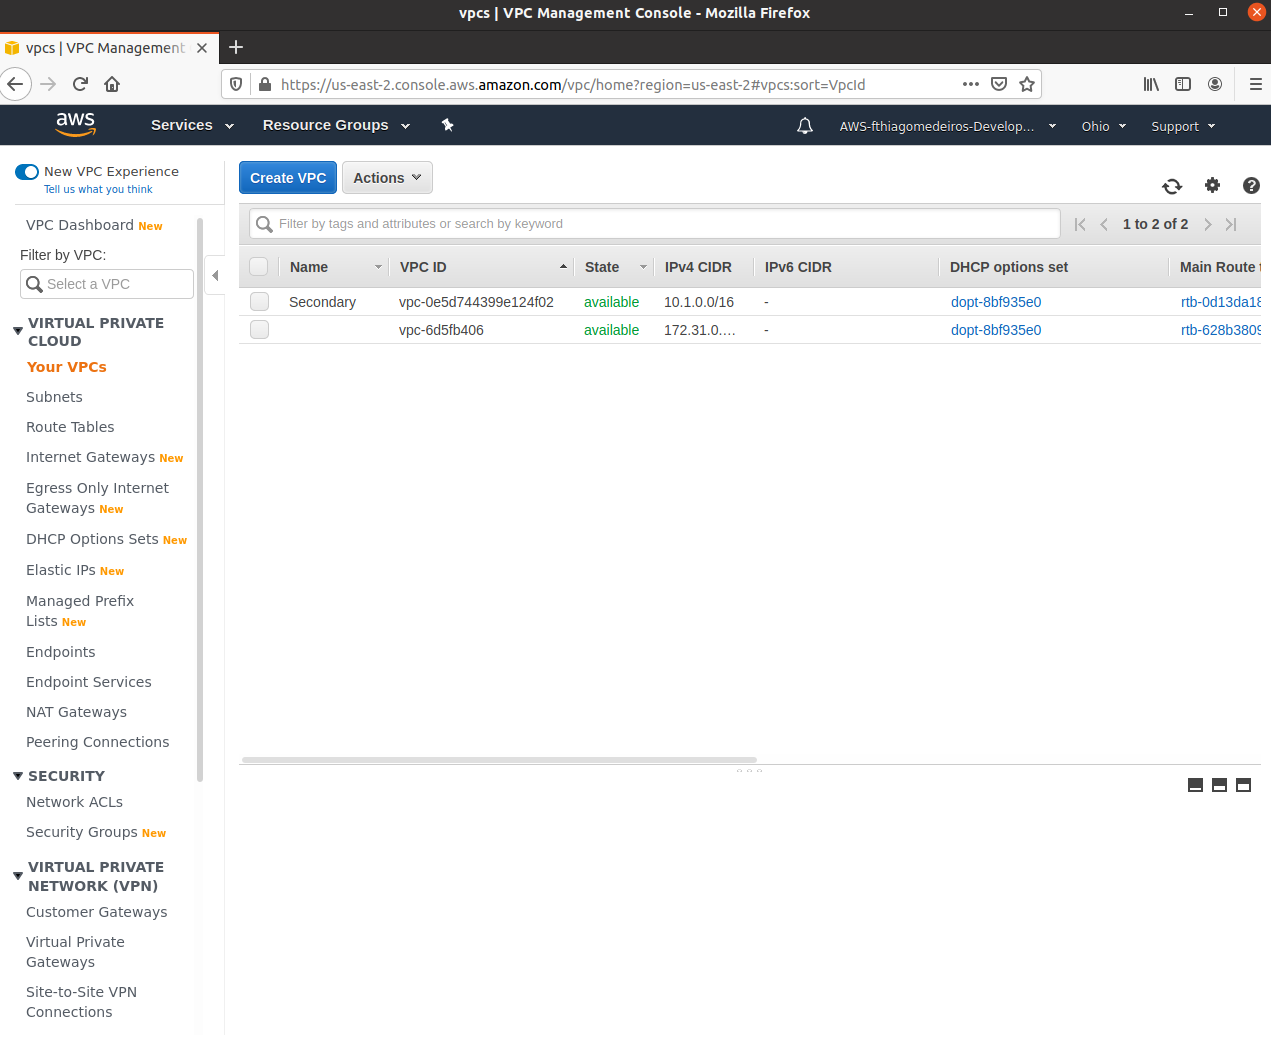 vpcs | VPC Management Console - Mozilla Firefox
vpcs | VPC Management
https://us-east-2.console.aws.amazon.com/vpc/home?region=us-east-2#vpcs:sort=VpcId
aws
Services
Resource Groups
AWS-fthiagomedeiros-Develop...
Ohio
Support
New VPC Experience
Tell us what you think
VPC Dashboard New
Filter by VPC:
Select a VPC
VIRTUAL PRIVATE
CLOUD
Your VPCs
Subnets
Route Tables
Internet Gateways New
Egress Only Internet
Gateways New
DHCP Options Sets New
Elastic IPs New
Managed Prefix
Lists New
Endpoints
Endpoint Services
NAT Gateways
Peering Connections
SECURITY
Network ACLs
Security Groups New
VIRTUAL PRIVATE
NETWORK (VPN)
Customer Gateways
Virtual Private
Gateways
Site-to-Site VPN
Connections
Create VPC
Actions
Filter by tags and attributes or search by keyword
1 to 2 of 2
Name VPC ID State IPv4 CIDR IPv6 CIDR DHCP options set Main Route
Secondary vpc-0e5d744399e124f02 available 10.1.0.0/16 - dopt-8bf935e0 rtb-0d13da18
vpc-6d5fb406 available 172.31.0.... - dopt-8bf935e0 rtb-628b3809